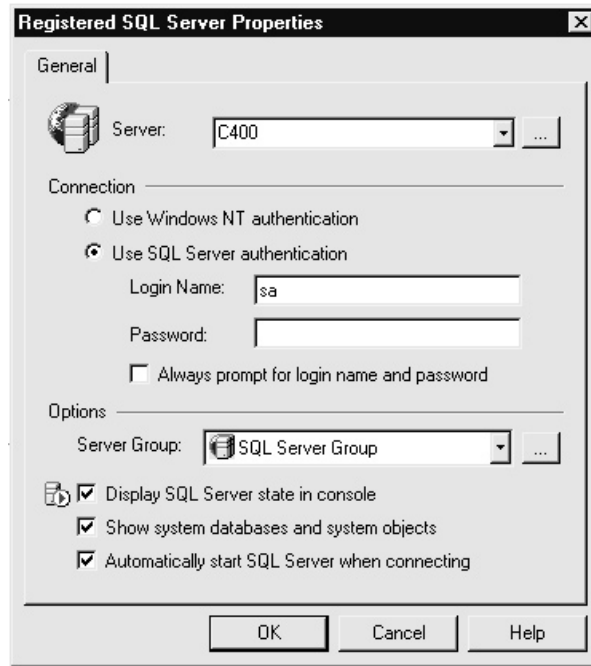 Registered SQL Server Properties
General
Server: C400 ...
Connection
Use Windows NT authentication
Use SQL Server authentication
Login Name: sa
Password:
Always prompt for login name and password
Options
Server Group: SQL Server Group ...
Display SQL Server state in console
Show system databases and system objects
Automatically start SQL Server when connecting
OK Cancel Help